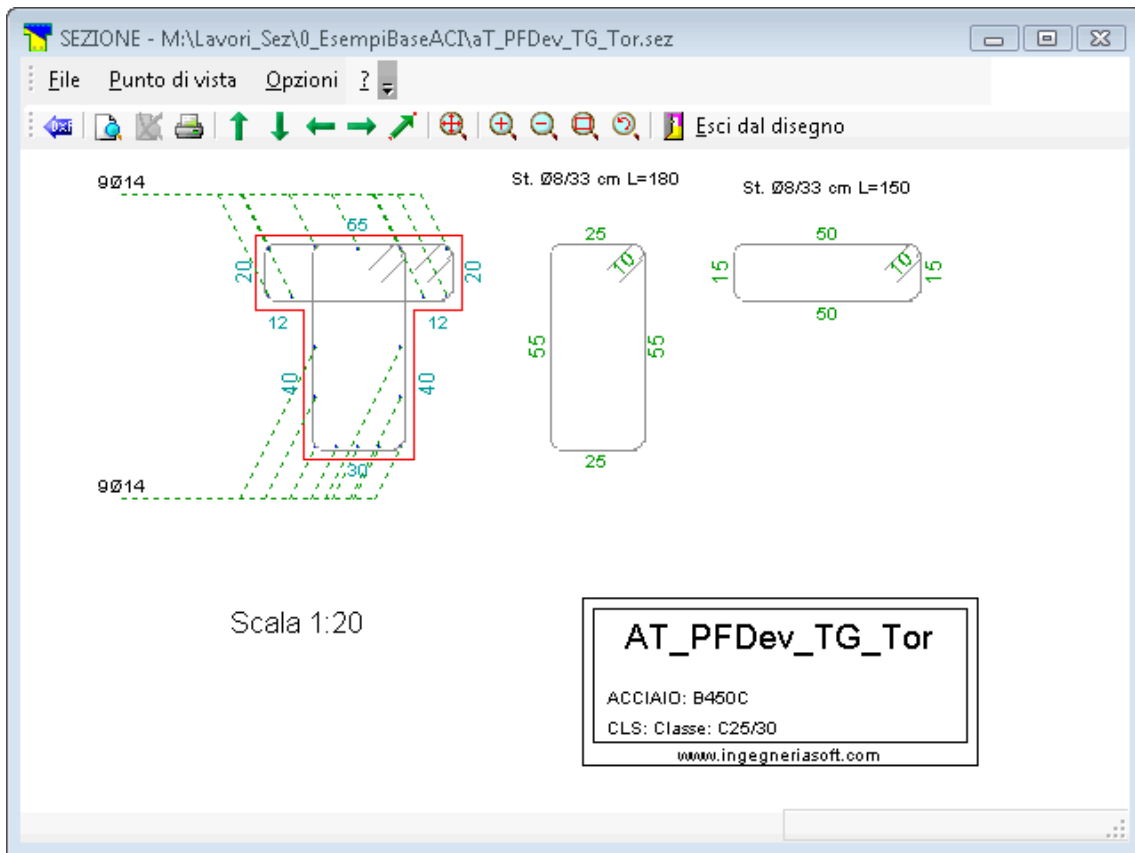 SEZIONE - M:\Lavori_Sez\0_EsempiBaseACI\aT_PFDev_TG_Tor.sez
File Punto di vista Opzioni ?
DXF Esci dal disegno
9Ø14
St. Ø8/33 cm L=180
St. Ø8/33 cm L=150
55
20
20
12
12
40
40
30
9Ø14
25
10
55
55
25
50
10
15
15
50
Scala 1:20
AT_PFDev_TG_Tor
ACCIAIO: B450C
CLS: Classe: C25/30
www.ingegneriasoft.com